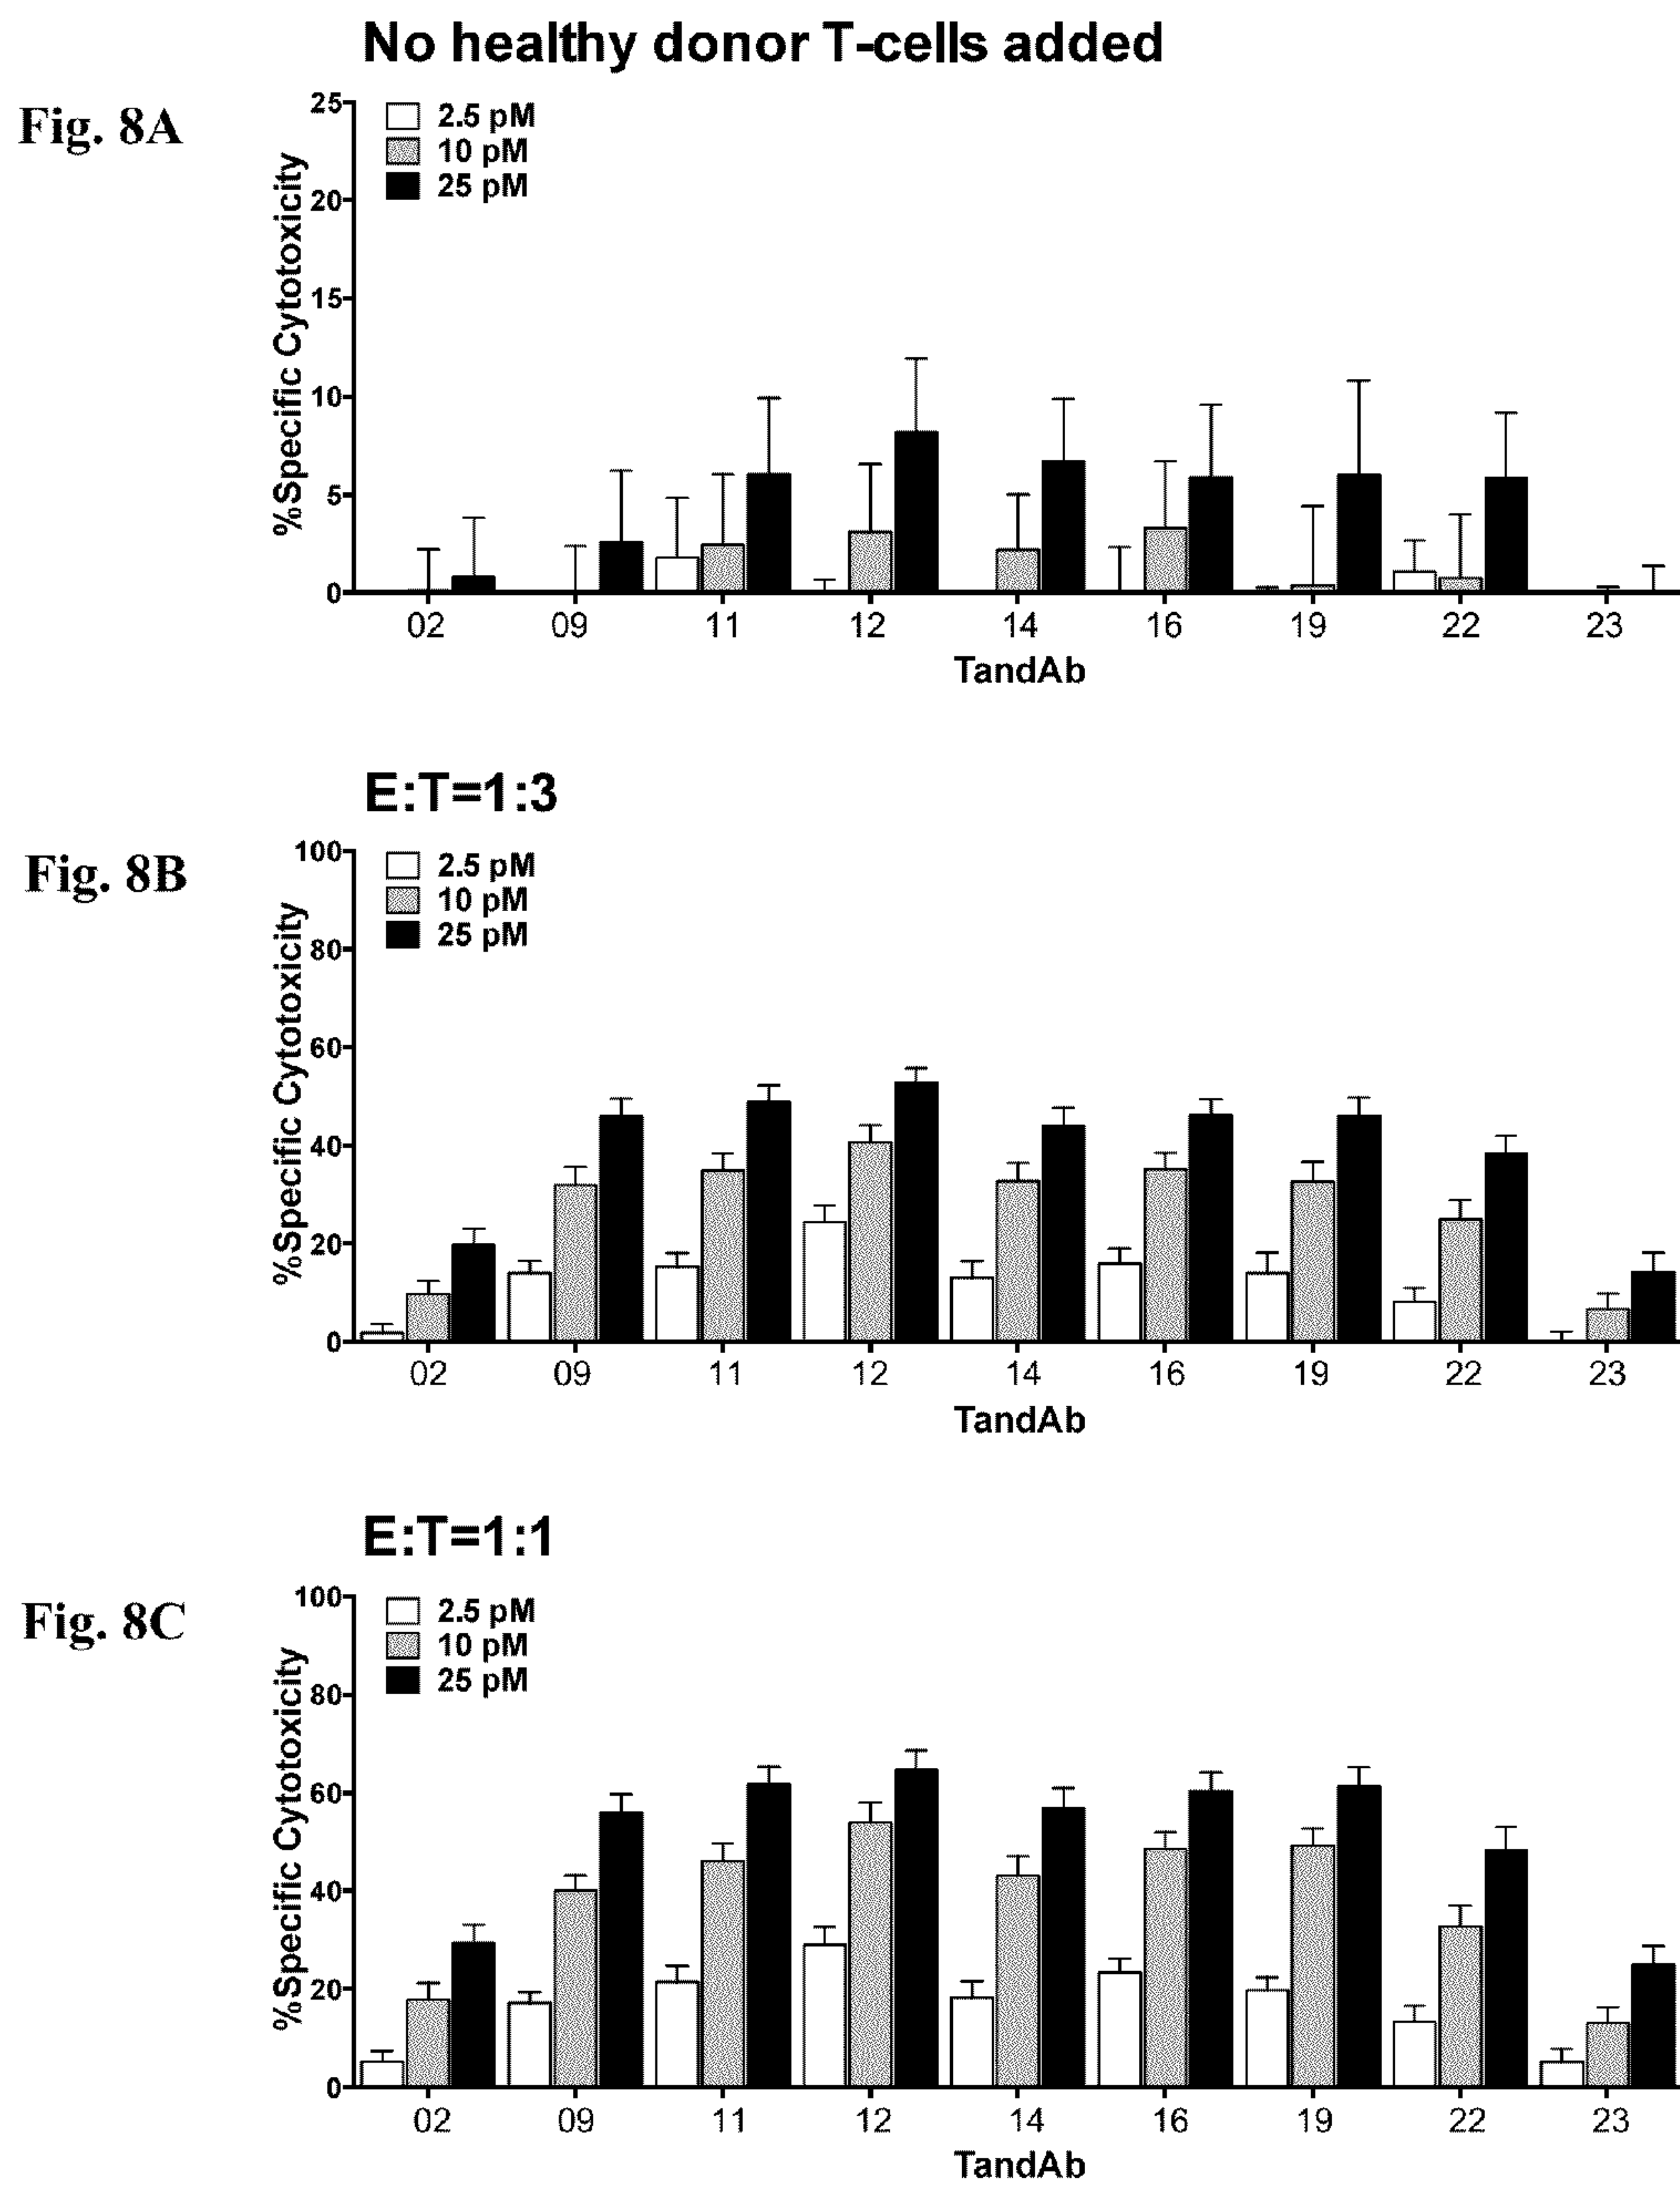 No healthy donor T-cells added
Fig. 8A
2.5 pM
10 pM
25 pM
%Specific Cytotoxicity
25
20
15
10
5
0
02 09 11 12 14 16 19 22 23
TandAb
E:T=1:3
Fig. 8B
2.5 pM
10 pM
25 pM
%Specific Cytotoxicity
100
80
60
40
20
0
02 09 11 12 14 16 19 22 23
TandAb
E:T=1:1
Fig. 8C
2.5 pM
10 pM
25 pM
%Specific Cytotoxicity
100
80
60
40
20
0
02 09 11 12 14 16 19 22 23
TandAb